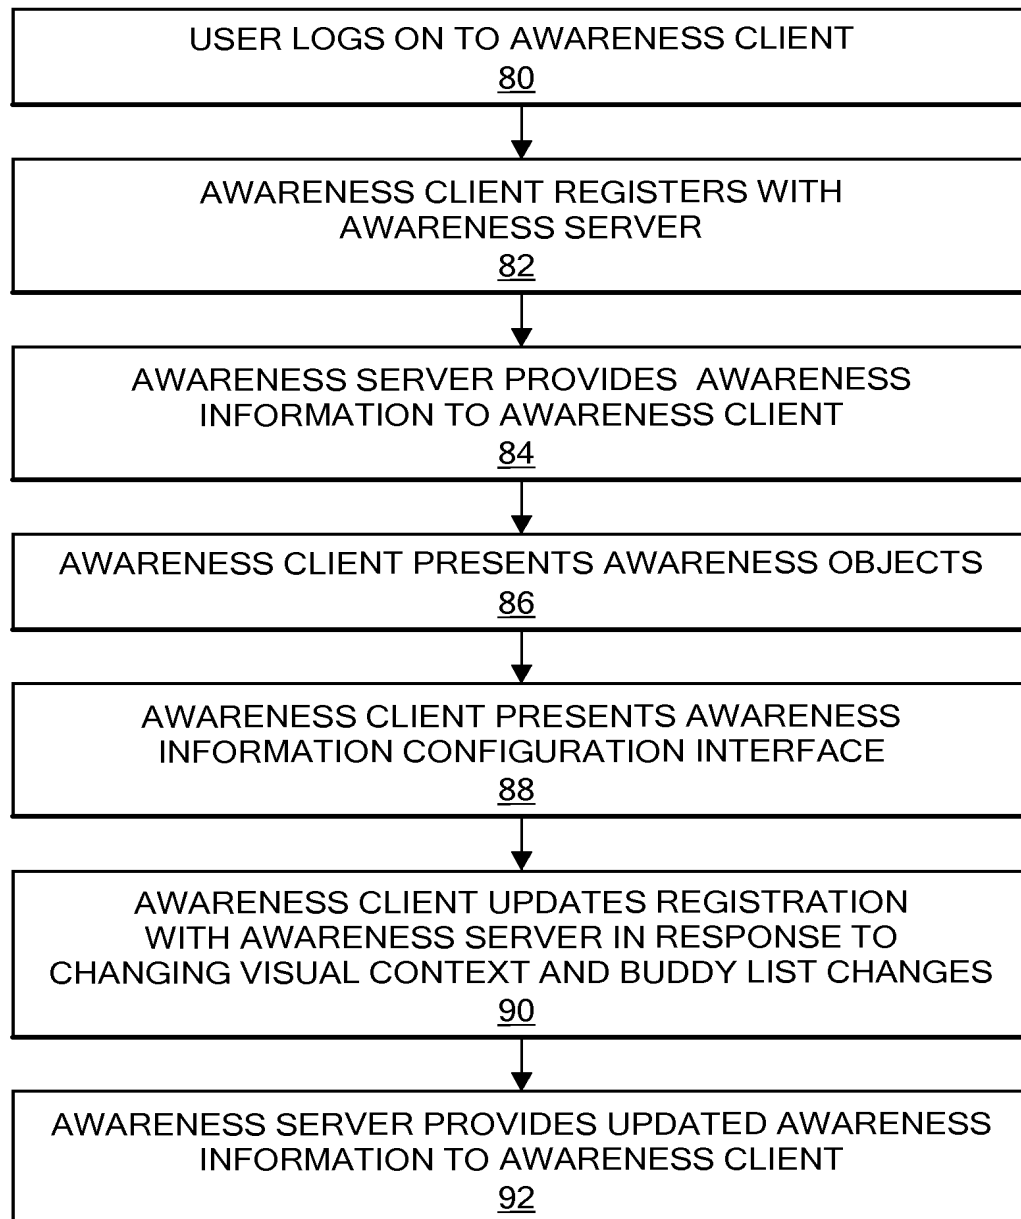 USER LOGS ON TO AWARENESS CLIENT
80
AWARENESS CLIENT REGISTERS WITH
AWARENESS SERVER
82
AWARENESS SERVER PROVIDES AWARENESS
INFORMATION TO AWARENESS CLIENT
84
AWARENESS CLIENT PRESENTS AWARENESS OBJECTS
86
AWARENESS CLIENT PRESENTS AWARENESS
INFORMATION CONFIGURATION INTERFACE
88
AWARENESS CLIENT UPDATES REGISTRATION
WITH AWARENESS SERVER IN RESPONSE TO
CHANGING VISUAL CONTEXT AND BUDDY LIST CHANGES
90
AWARENESS SERVER PROVIDES UPDATED AWARENESS
INFORMATION TO AWARENESS CLIENT
92